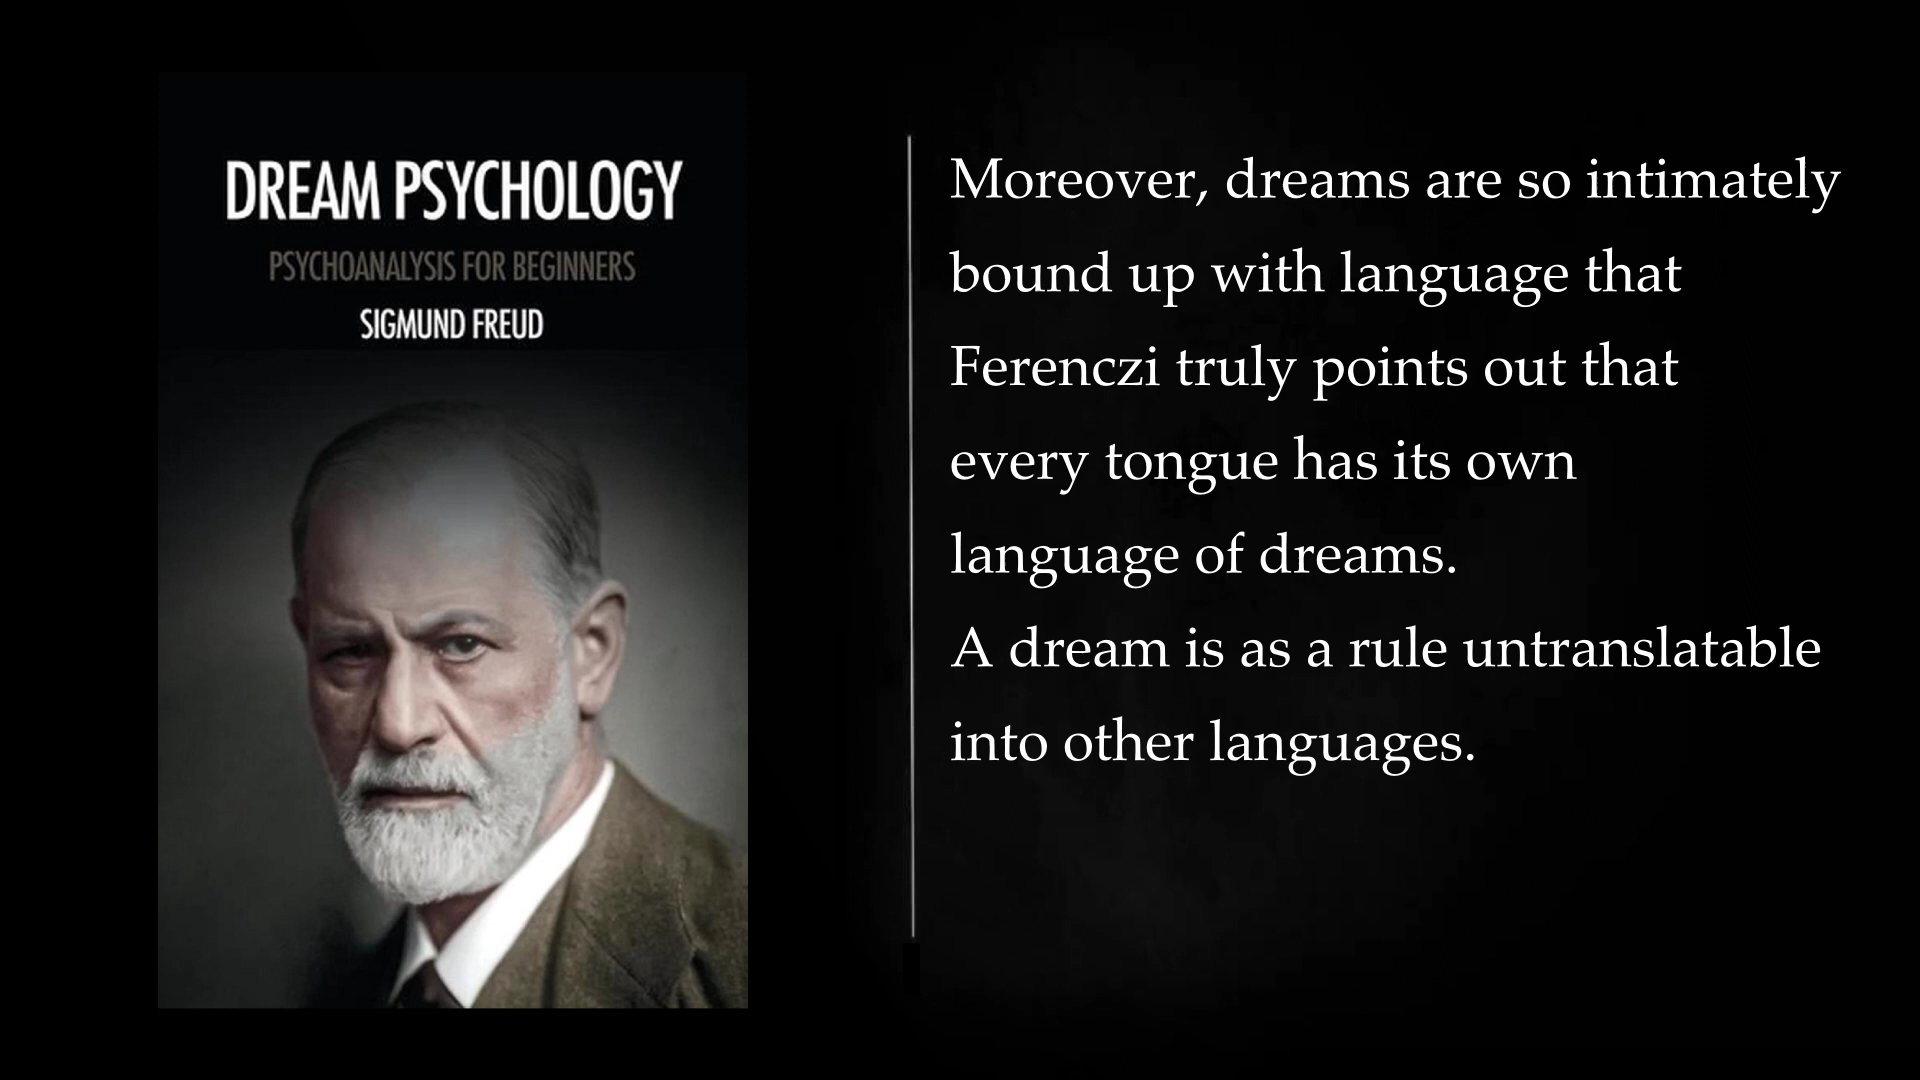 DREAM PSYCHOLOGY
PSYCHOANALYSIS FOR BEGINNERS
SIGMUND FREUD
Moreover, dreams are so intimately
bound up with language that
Ferenczi truly points out that
every tongue has its own
language of dreams.
A dream is as a rule untranslatable
into other languages.